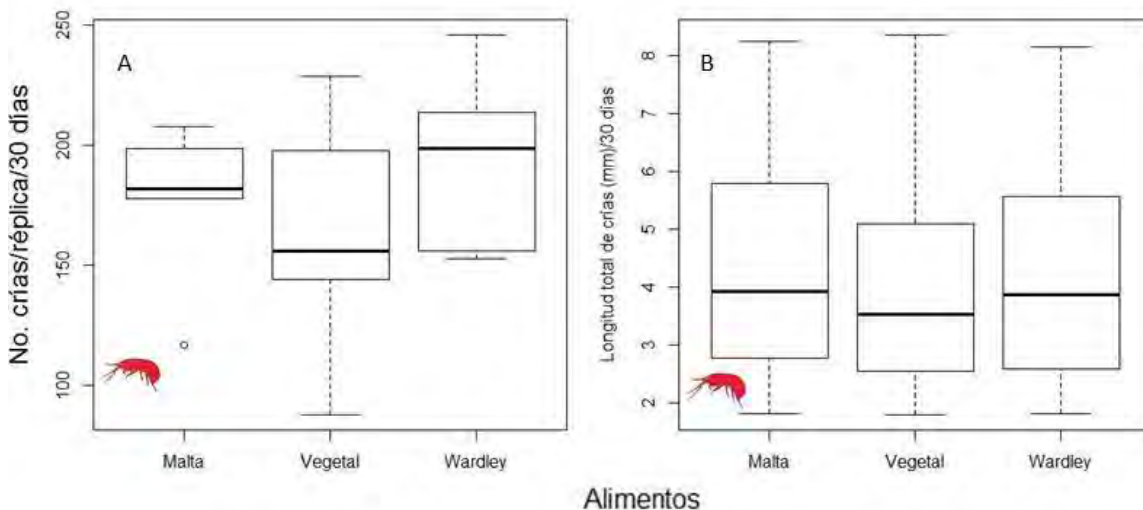 A
No. crías/réplica/30 días
250
200
150
100
Malta Vegetal Wardley
B
Longitud total de crías (mm)/30 días
8
7
6
5
4
3
2
Malta Vegetal Wardley
Alimentos